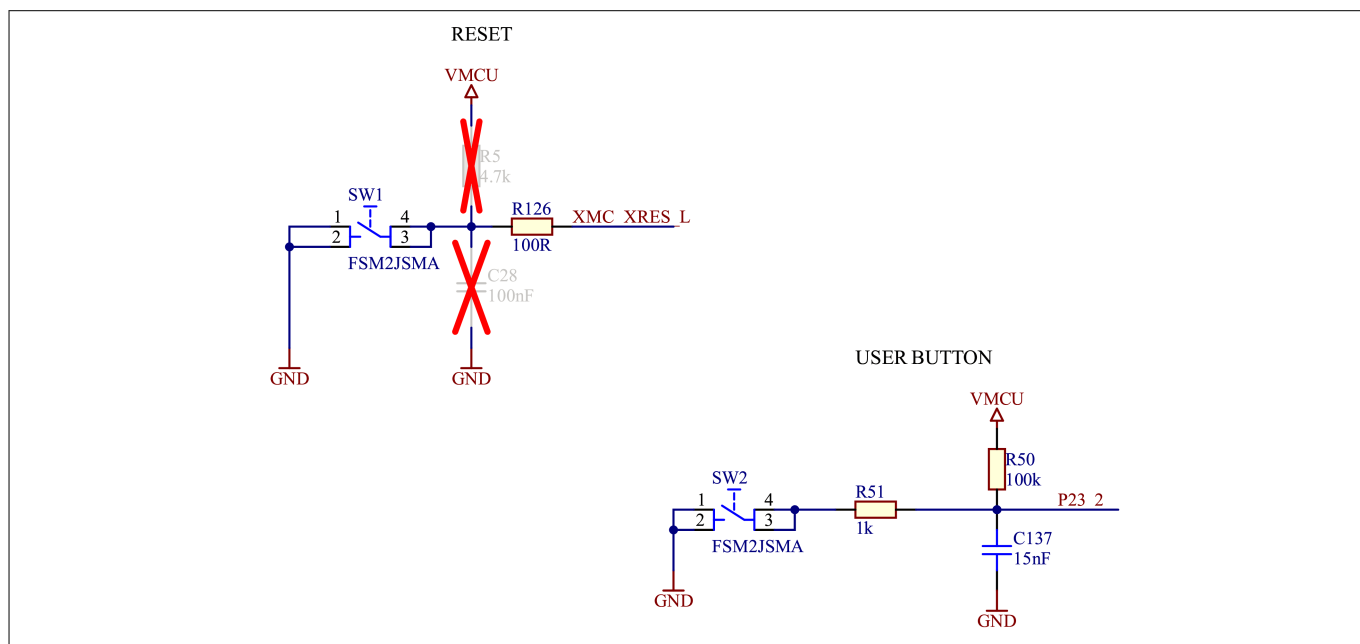 RESET
VMCU
R5
4.7k
SW1
1
4
2
3
FSM2JSMA
R126
100R
XMC_XRES_L
C28
100nF
GND
GND
USER BUTTON
VMCU
R50
100k
SW2
1
4
2
3
FSM2JSMA
R51
1k
P23_2
C137
15nF
GND
GND